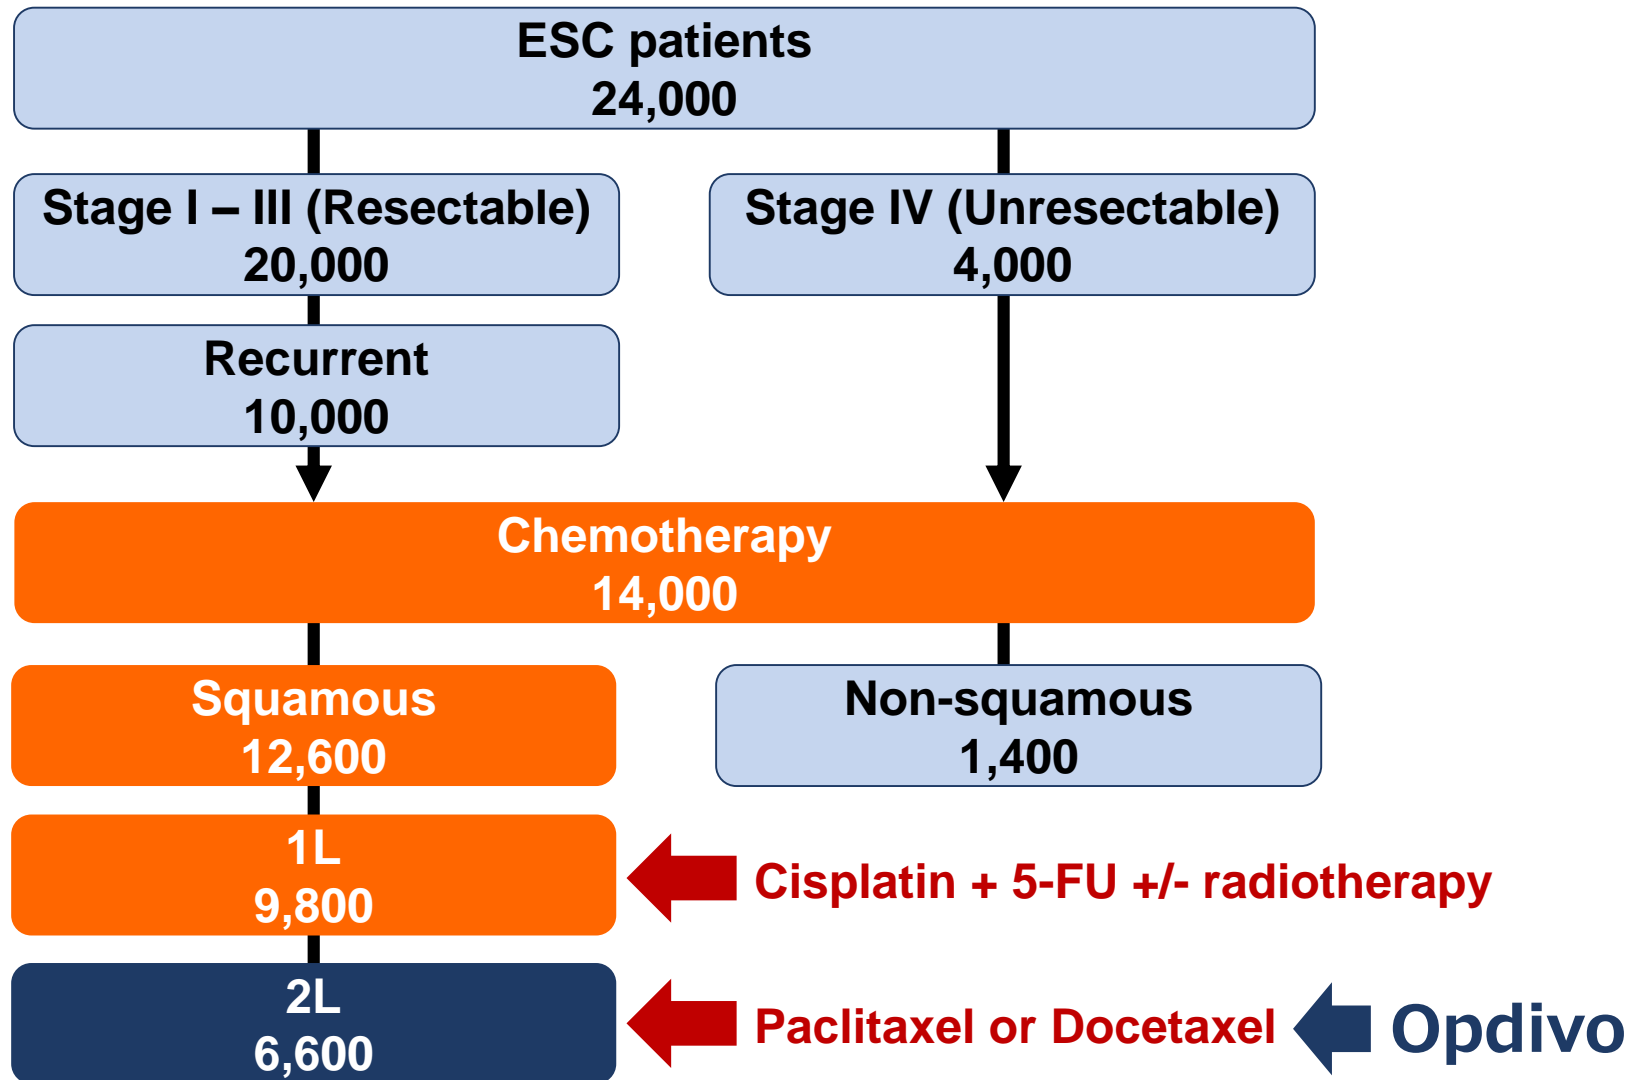 ESC patients
24,000
Stage I – III (Resectable)
20,000
Stage IV (Unresectable)
4,000
Recurrent
10,000
Chemotherapy
14,000
Squamous
12,600
Non-squamous
1,400
1L
9,800
Cisplatin + 5-FU +/- radiotherapy
2L
6,600
Paclitaxel or Docetaxel
Opdivo